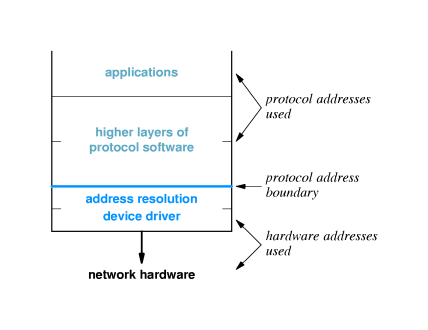 applications
protocol addresses
used
higher layers of
protocol software
protocol address
boundary
address resolution
device driver
hardware addresses
used
network hardware